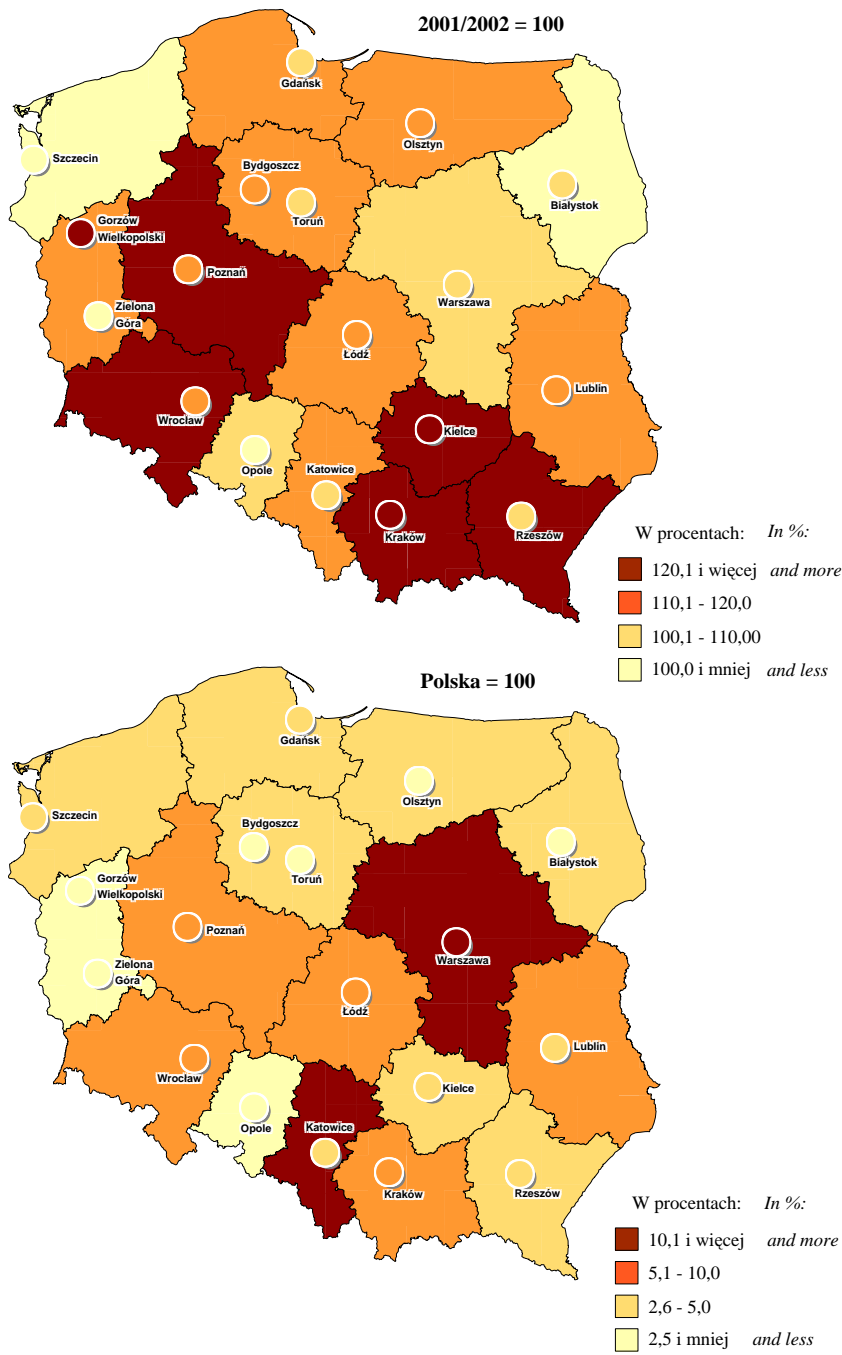 2001/2002 = 100
Gdańsk
Olsztyn
Szczecin
Bydgoszcz
Białystok
Toruń
Gorzów
Wielkopolski
Poznań
Warszawa
Zielona
Góra
Łódź
Lublin
Wrocław
Kielce
Opole
Katowice
Kraków
Rzeszów
W procentach: In %:
120,1 i więcej and more
110,1 - 120,0
100,1 - 110,00
100,0 i mniej and less
Polska = 100
Gdańsk
Olsztyn
Szczecin
Bydgoszcz
Białystok
Toruń
Gorzów
Wielkopolski
Poznań
Warszawa
Zielona
Góra
Łódź
Lublin
Wrocław
Kielce
Opole
Katowice
Kraków
Rzeszów
W procentach: In %:
10,1 i więcej and more
5,1 - 10,0
2,6 - 5,0
2,5 i mniej and less